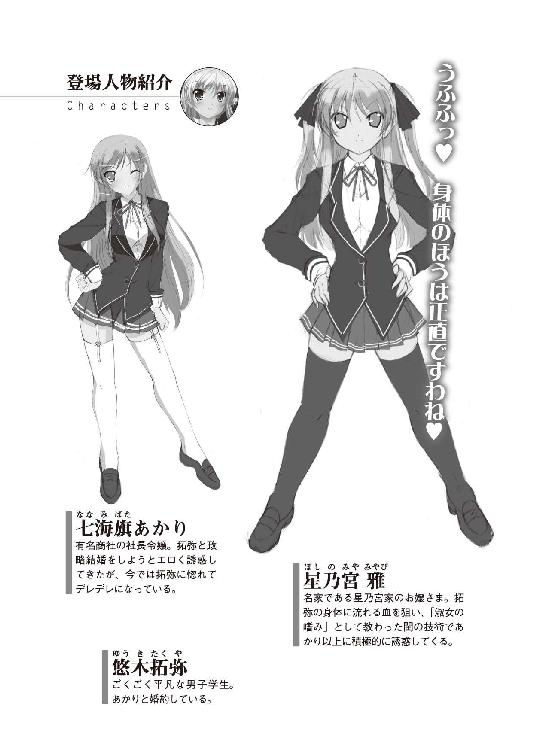 登場人物紹介
Characters
うふふっ♥ 身体のほうは正直ですわね♥
ななみばた
七海旗あかり
有名商社の社長令嬢。拓弥と政
略結婚をしようとエロく誘惑し
てきたが、今では拓弥に惚れて
デレデレになっている。
ほしのみや みやび
星乃宮 雅
名家である星乃宮家のお嬢さま。拓
弥の身体に流れる血を狙い、「淑女の
嗜み」として教わった閨の技術であ
かり以上に積極的に誘惑してくる。
ゆうきたくや
悠木拓弥
ごくごく平凡な男子学生。
あかりと婚約している。